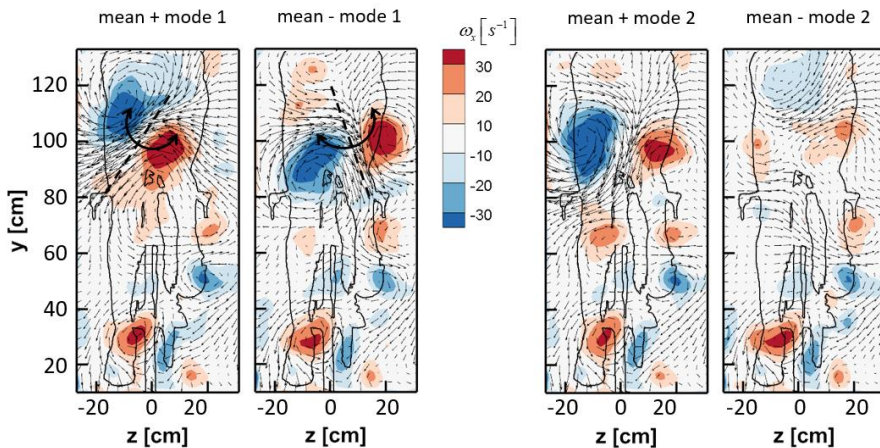 mean + mode 1
mean - mode 1
ωₓ [s⁻¹]
mean + mode 2
mean - mode 2
30
20
10
-10
-20
-30
120
100
80
60
40
20
y [cm]
-20 0 20
-20 0 20
-20 0 20
-20 0 20
z [cm]
z [cm]
z [cm]
z [cm]